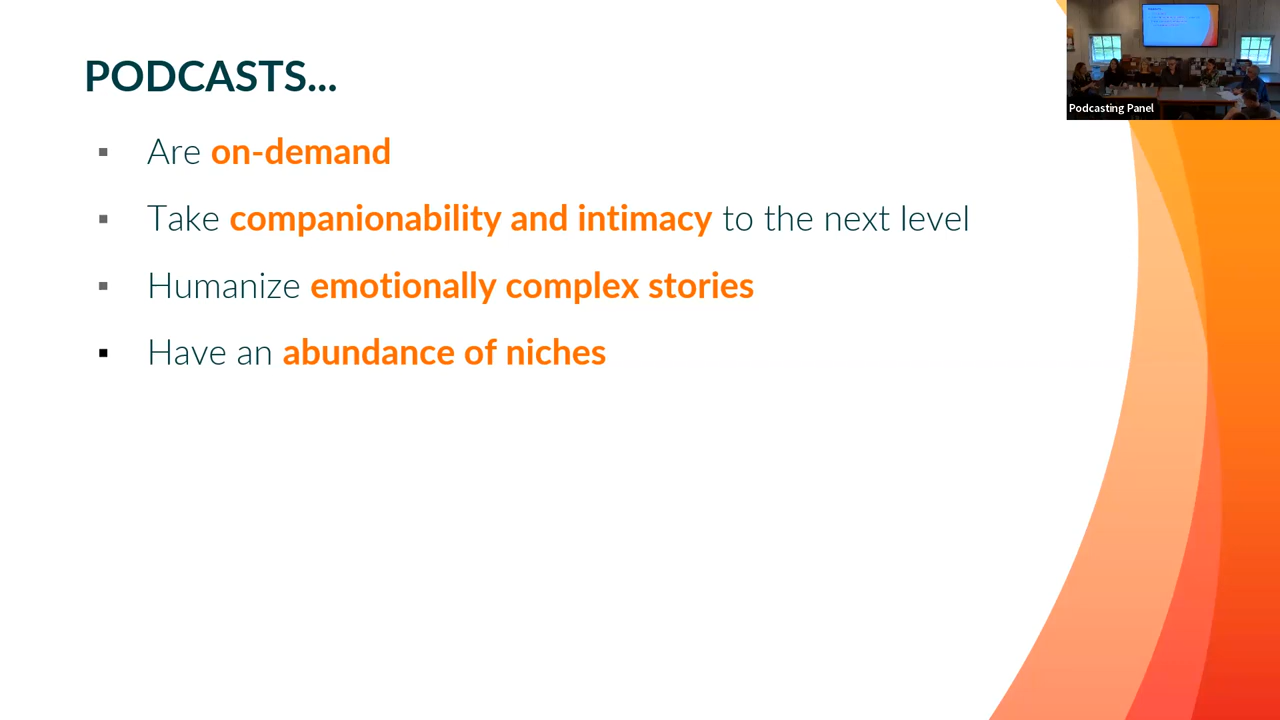 PODCASTS...
▪ Are on-demand
▪ Take companionability and intimacy to the next level
▪ Humanize emotionally complex stories
▪ Have an abundance of niches
Podcasting Panel